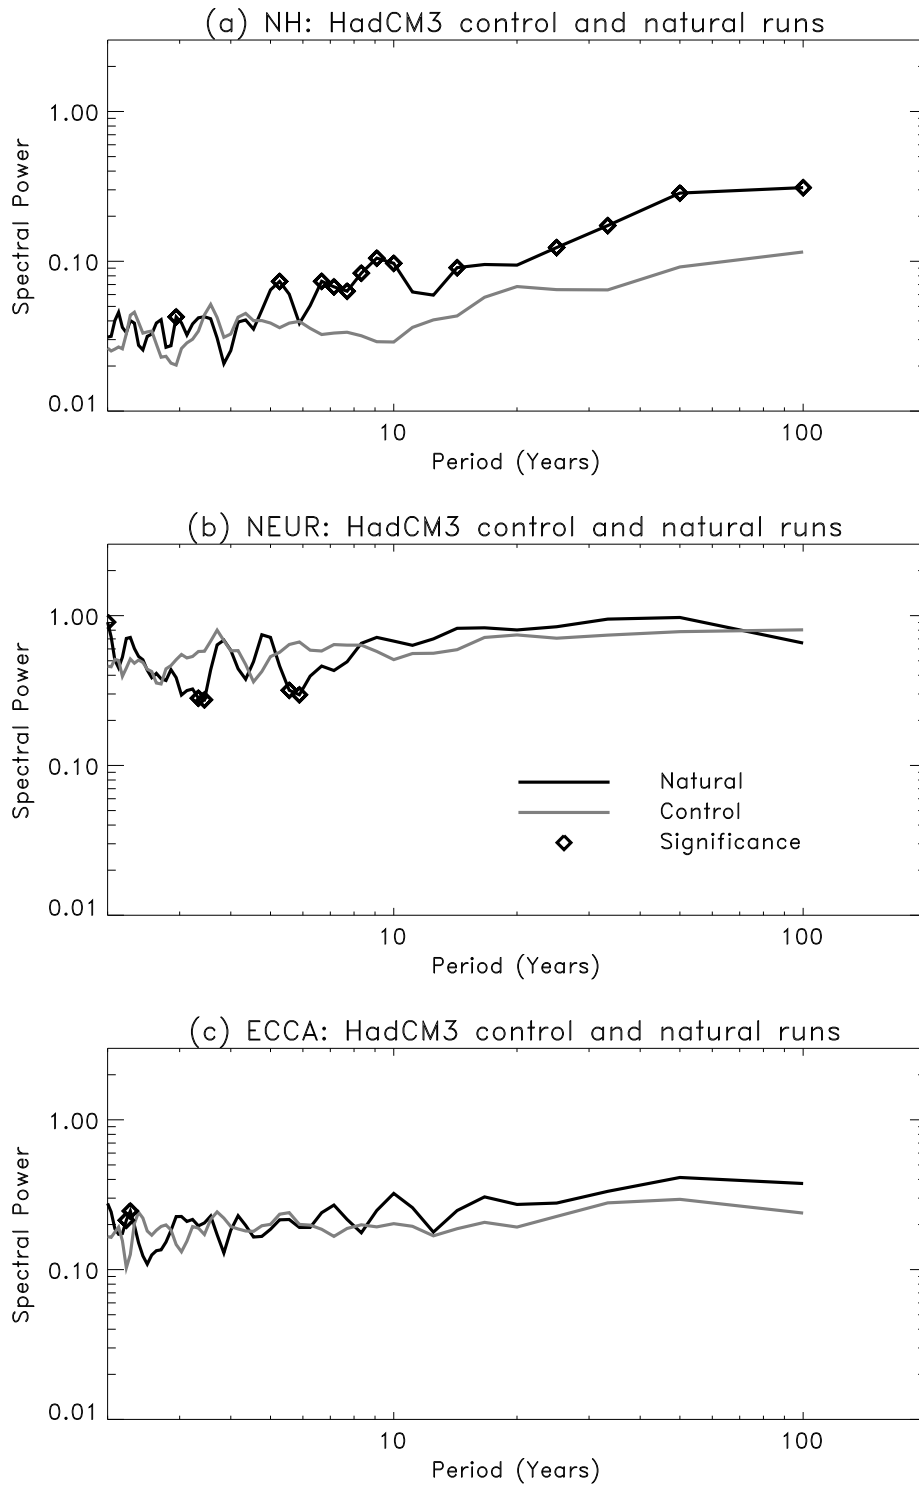 (a) NH: HadCM3 control and natural runs
1.00
0.10
0.01
Spectral Power
10 100
Period (Years)
(b) NEUR: HadCM3 control and natural runs
1.00
0.10
0.01
Spectral Power
Natural
Control
Significance
10 100
Period (Years)
(c) ECCA: HadCM3 control and natural runs
1.00
0.10
0.01
Spectral Power
10 100
Period (Years)